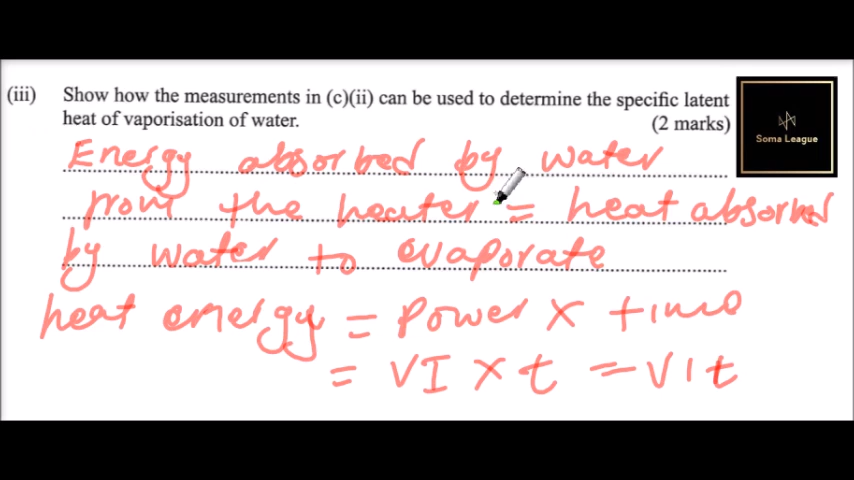 (iii) Show how the measurements in (c)(ii) can be used to determine the specific latent
heat of vaporisation of water. (2 marks)
Soma League
Energy absorbed by water
from the heater = heat absorbed
by water to evaporate
heat energy = Power X time
= VI X t = VIt